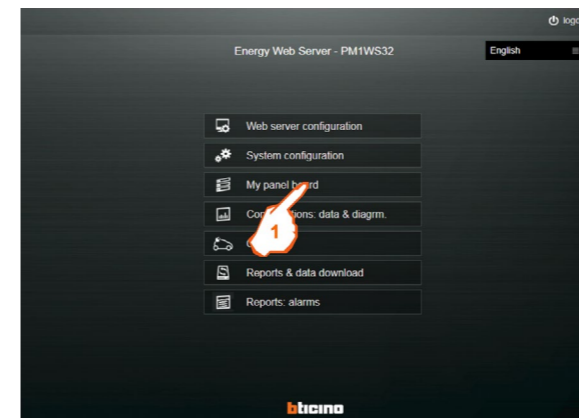 logo
Energy Web Server - PM1WS32
English
Web server configuration
System configuration
My panel board
data & diagrm.
1
Reports & data download
Reports: alarms
bticino